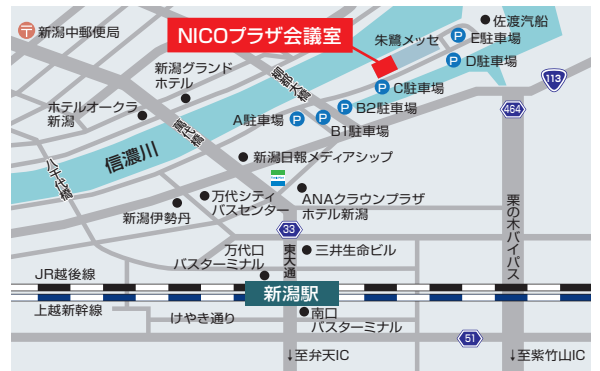 佐渡汽船
新潟中郵便局
NICOプラザ会議室
朱鷺メッセ
E駐車場
D駐車場
新潟グランド
ホテル
柳都大橋
C駐車場
113
ホテルオークラ
新潟
B2駐車場
464
A駐車場
B1駐車場
萬代橋
信濃川
新潟日報メディアシップ
八千代橋
万代シティ
バスセンター
ANAクラウンプラザ
ホテル新潟
新潟伊勢丹
33
栗の木バイパス
万代口
バスターミナル
東大通
三井生命ビル
JR越後線
新潟駅
上越新幹線
けやき通り
南口
バスターミナル
51
↓至弁天IC
↓至紫竹山IC
P
P
P
P
P
P